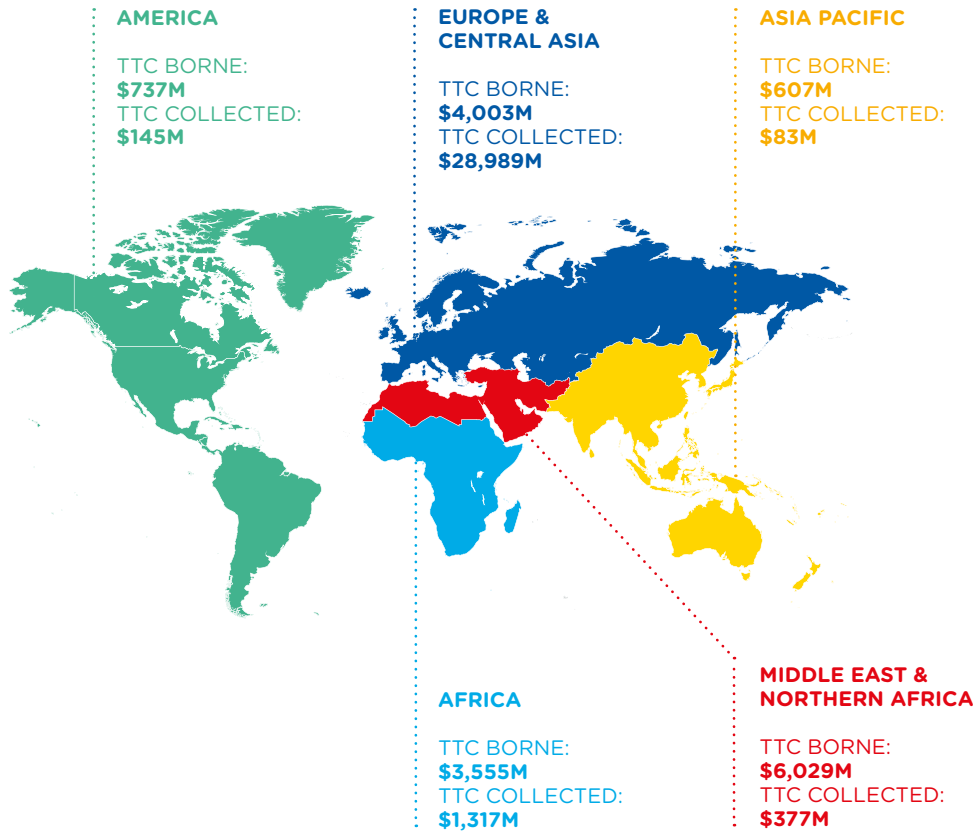 AMERICA
TTC BORNE:
$737M
TTC COLLECTED:
$145M
EUROPE &
CENTRAL ASIA
TTC BORNE:
$4,003M
TTC COLLECTED:
$28,989M
ASIA PACIFIC
TTC BORNE:
$607M
TTC COLLECTED:
$83M
AFRICA
TTC BORNE:
$3,555M
TTC COLLECTED:
$1,317M
MIDDLE EAST &
NORTHERN AFRICA
TTC BORNE:
$6,029M
TTC COLLECTED:
$377M